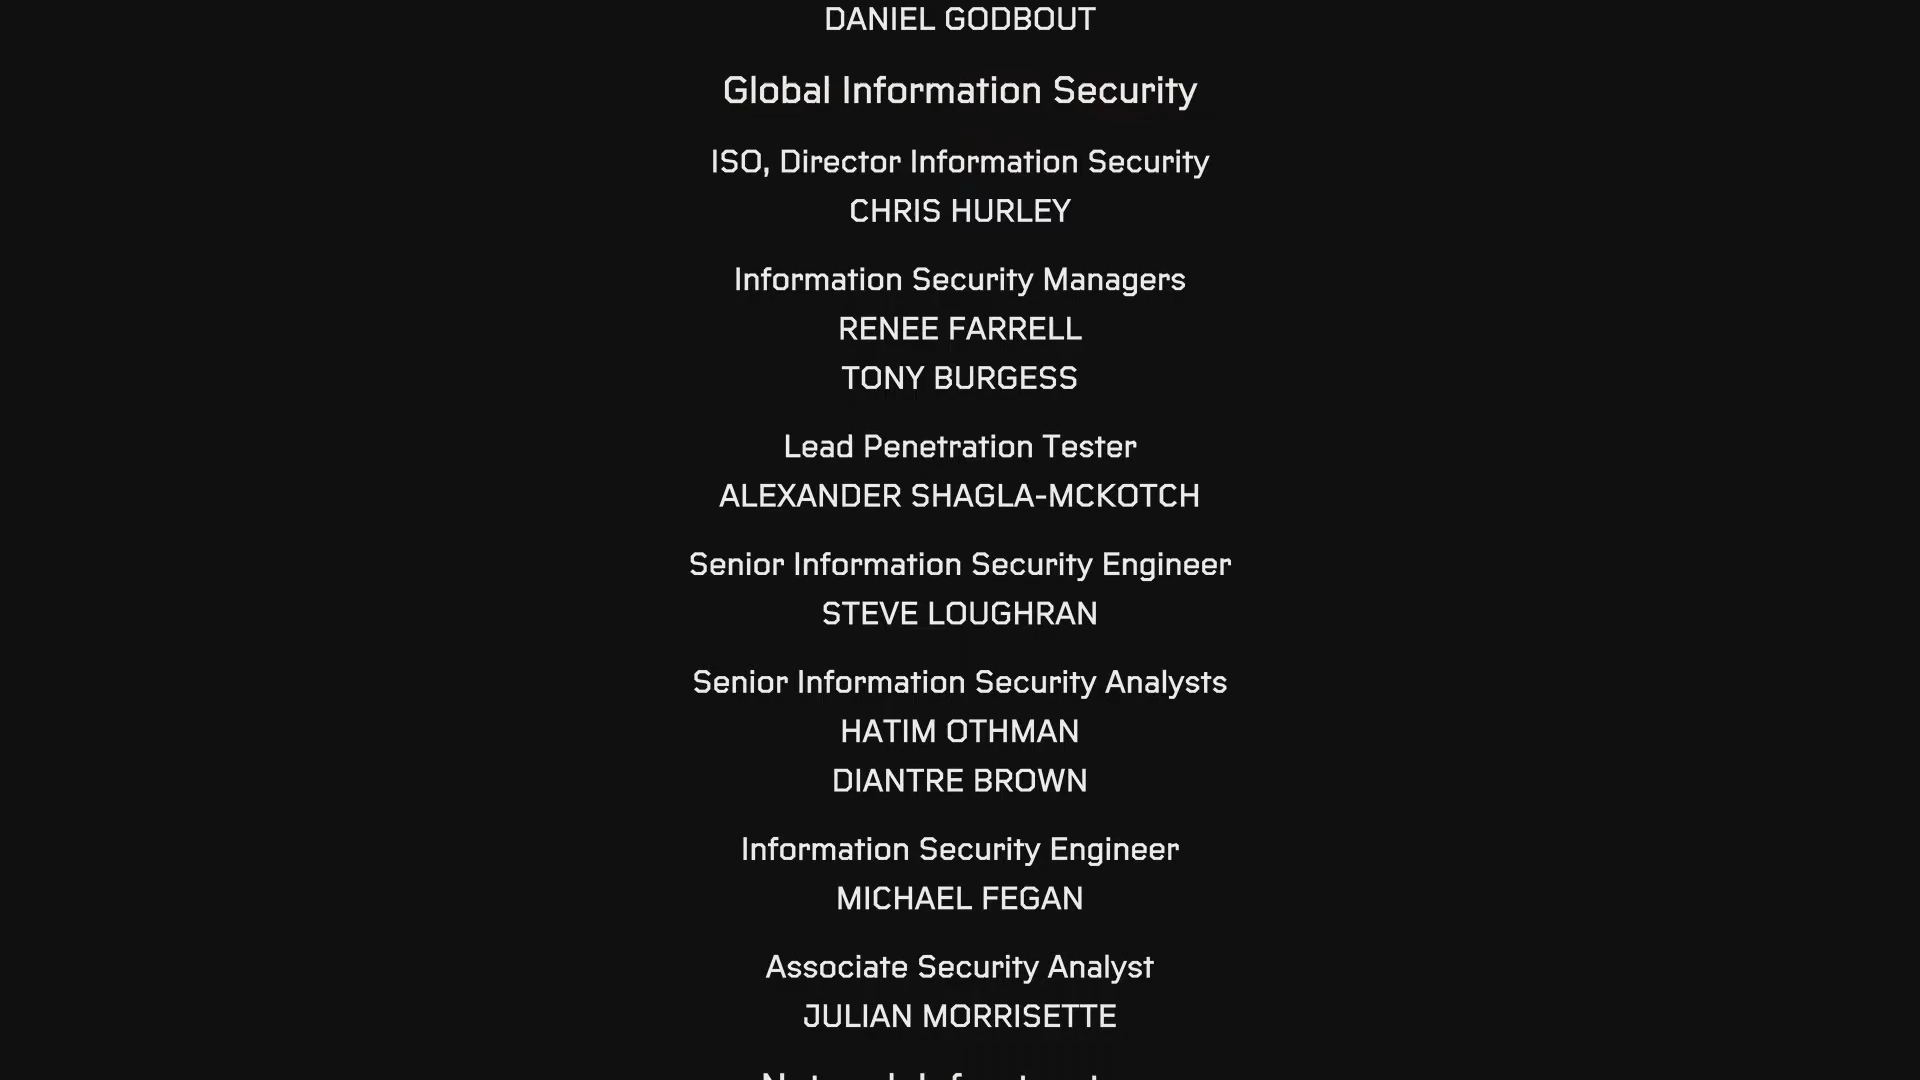 DANIEL GODBOUT
Global Information Security
ISO, Director Information Security
CHRIS HURLEY
Information Security Managers
RENEE FARRELL
TONY BURGESS
Lead Penetration Tester
ALEXANDER SHAGLA-MCKOTCH
Senior Information Security Engineer
STEVE LOUGHRAN
Senior Information Security Analysts
HATIM OTHMAN
DIANTRE BROWN
Information Security Engineer
MICHAEL FEGAN
Associate Security Analyst
JULIAN MORRISETTE